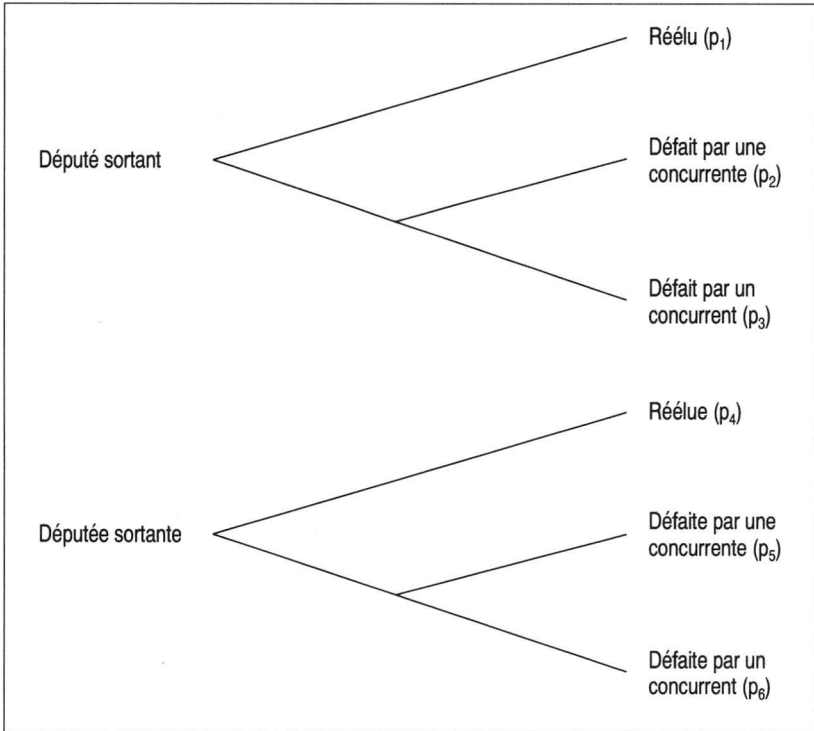 Réélu (p₁)
Député sortant
Défait par une
concurrente (p₂)
Défait par un
concurrent (p₃)
Réélue (p₄)
Députée sortante
Défaite par une
concurrente (p₅)
Défaite par un
concurrent (p₆)